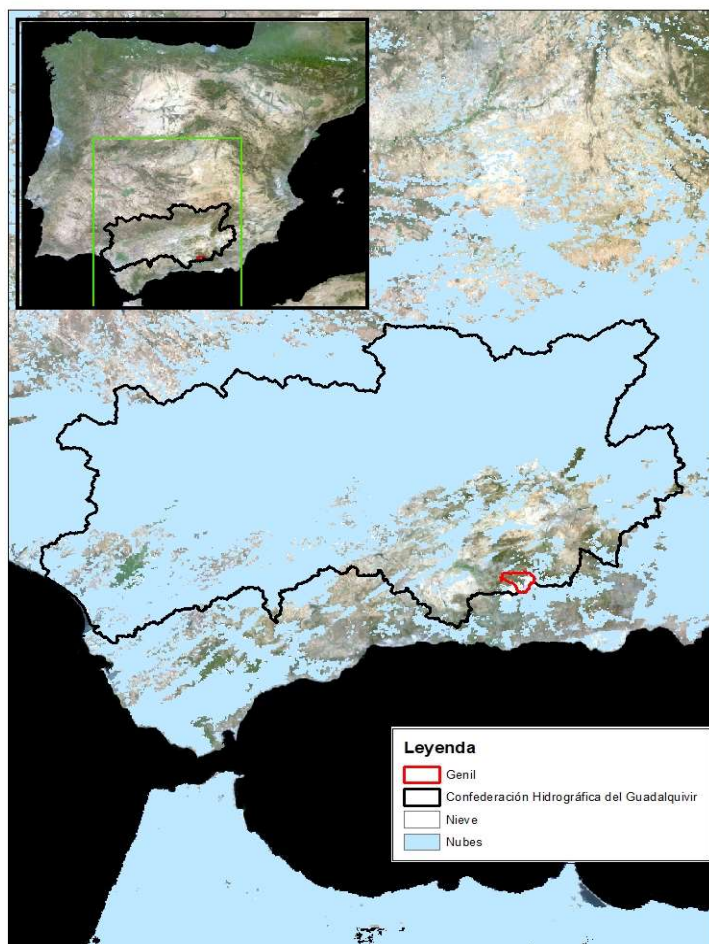 Leyenda
Genil
Confederación Hidrográfica del Guadalquivir
Nieve
Nubes